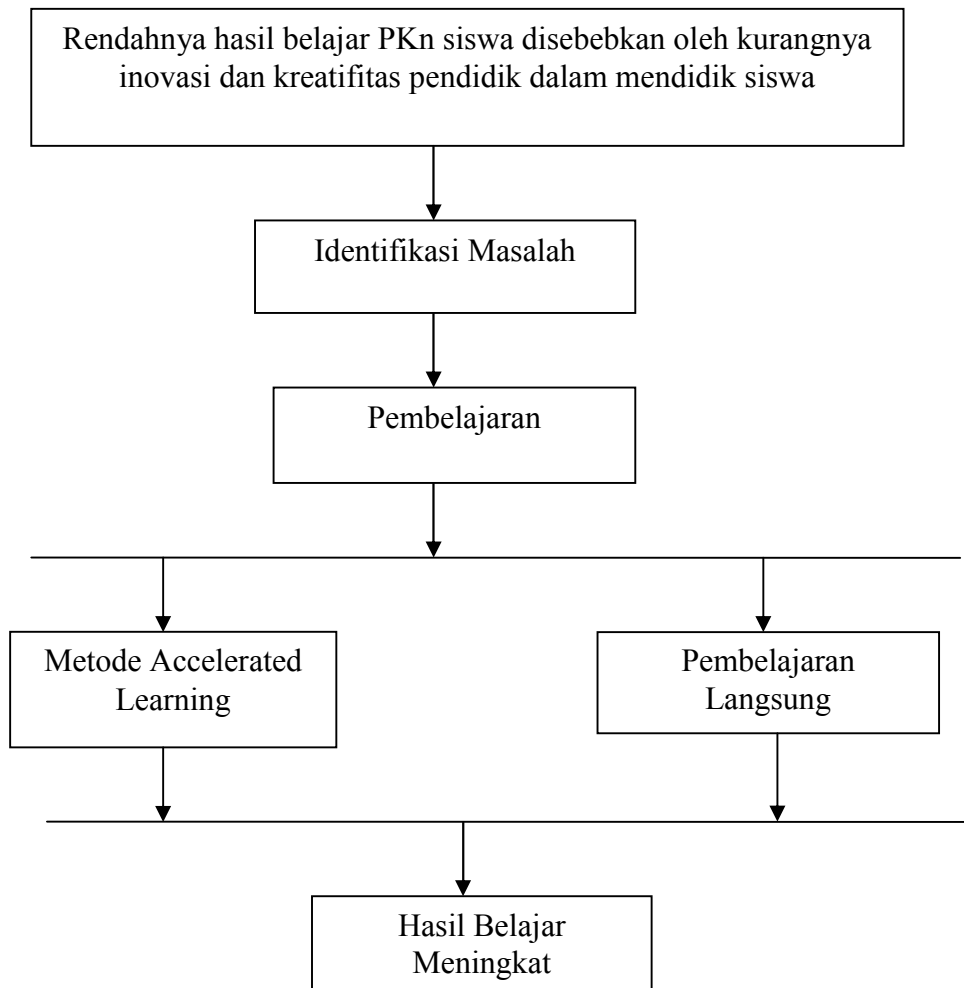 Rendahnya hasil belajar PKn siswa disebebkan oleh kurangnya
inovasi dan kreatifitas pendidik dalam mendidik siswa
Identifikasi Masalah
Pembelajaran
Metode Accelerated
Learning
Pembelajaran
Langsung
Hasil Belajar
Meningkat